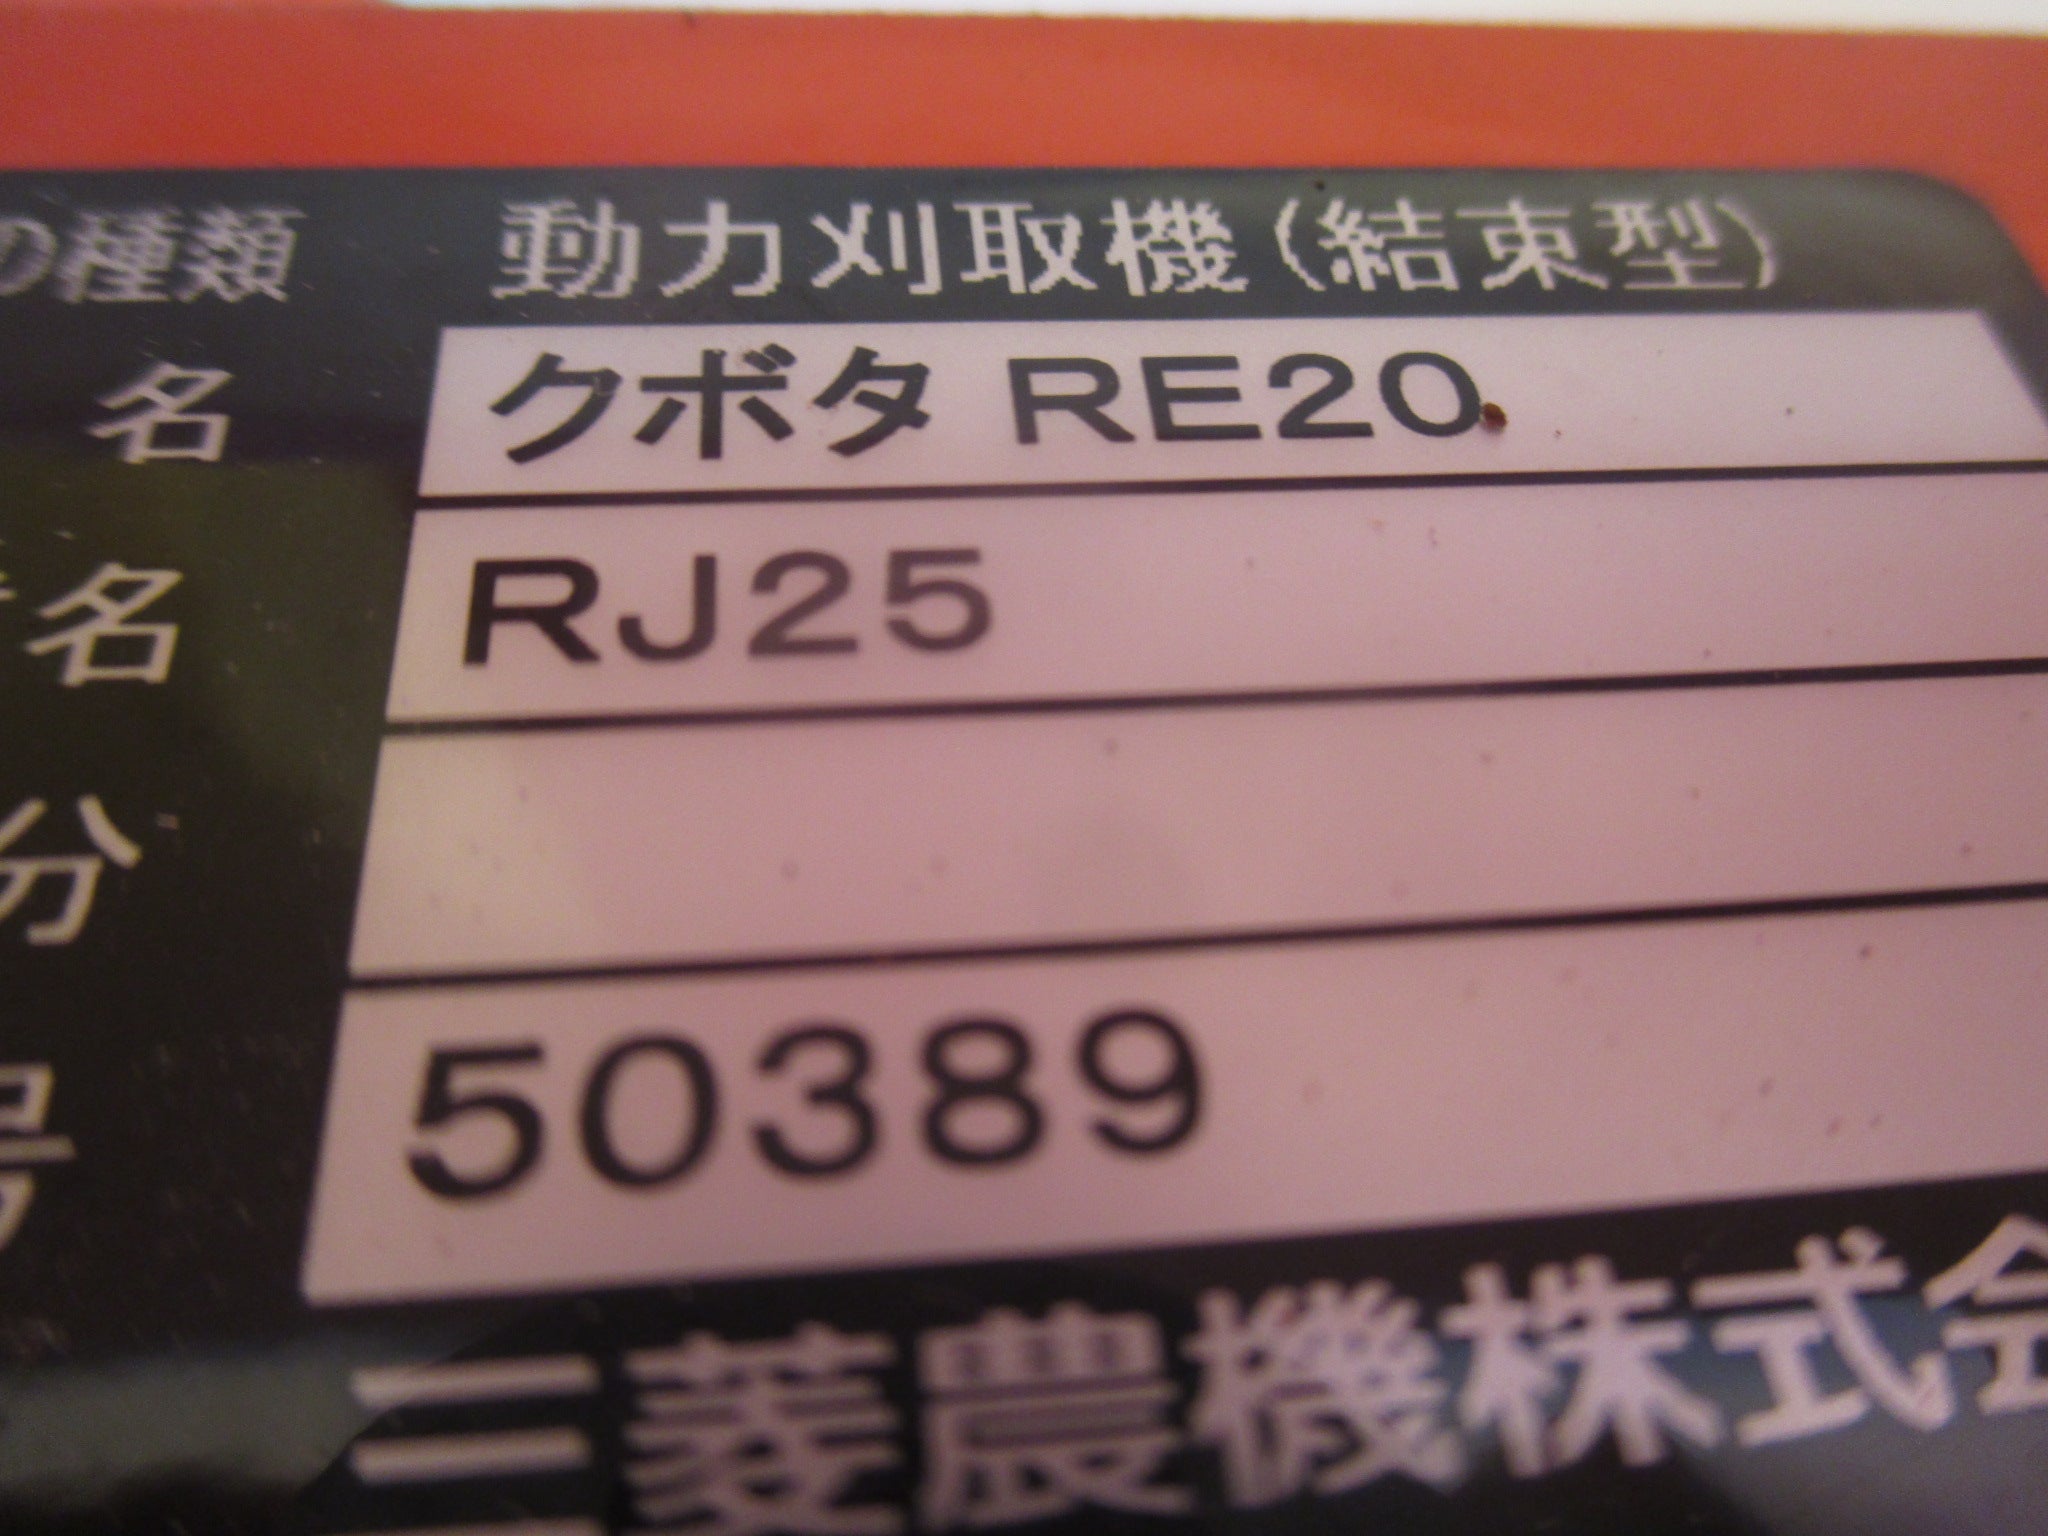 の種類 動力刈取機(結束型)
名 クボタ RE20
名 RJ25
分
号 50389
三菱農機株式会